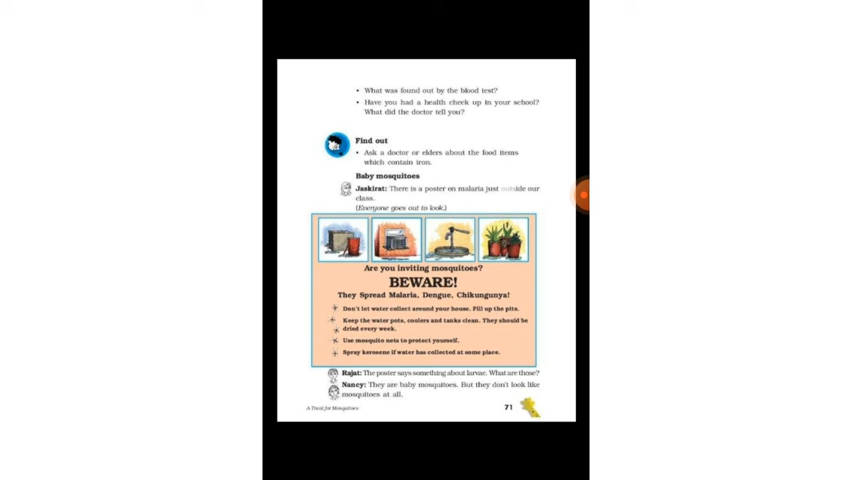 • What was found out by the blood test?
• Have you had a health check up in your school?
What did the doctor tell you?
Find out
• Ask a doctor or elders about the food items
which contain iron.
Baby mosquitoes
Jaskirat: There is a poster on malaria just outside our
class.
(Everyone goes out to look.)
Are you inviting mosquitoes?
BEWARE!
They Spread Malaria, Dengue, Chikungunya!
Don't let water collect around your house. Fill up the pits.
Keep the water pots, coolers and tanks clean. They should be
dried every week.
Use mosquito nets to protect yourself.
Spray kerosene if water has collected at some place.
Rajat: The poster says something about larvae. What are those?
Nancy: They are baby mosquitoes. But they don't look like
mosquitoes at all.
A Treat for Mosquitoes
71